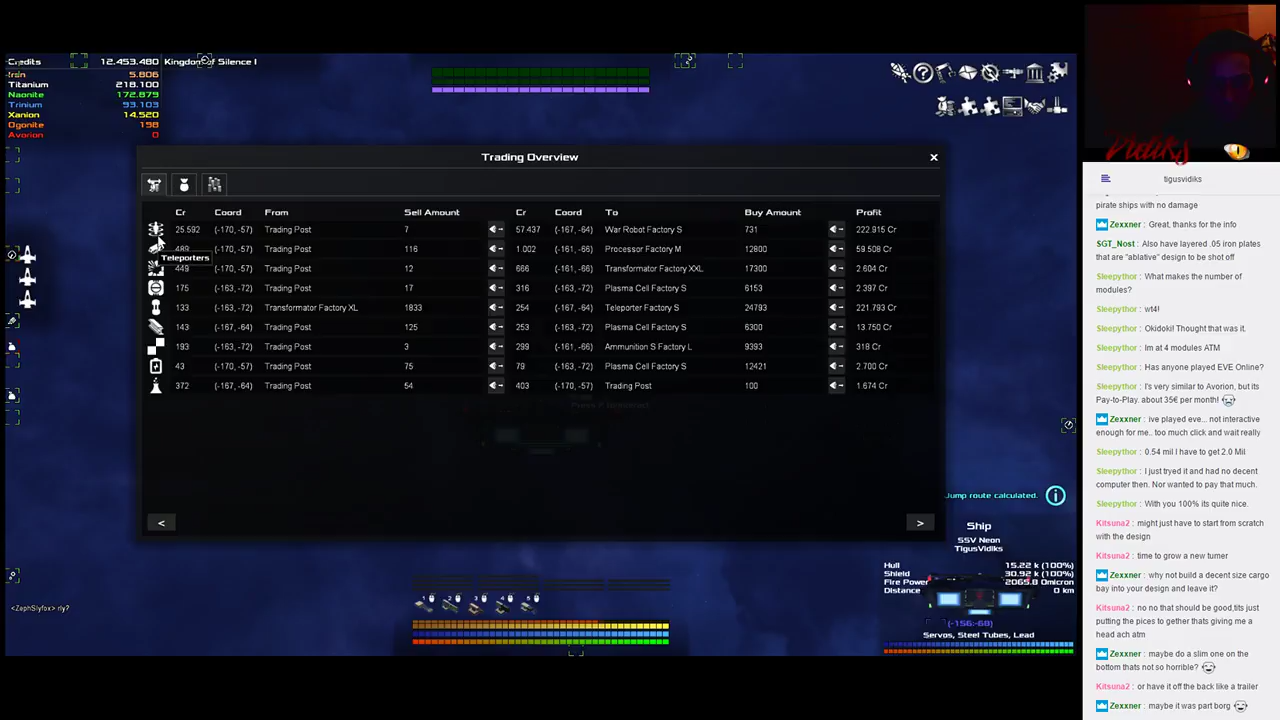 Credits 12.453.480 Kingdom of Silence I
Iron 5.806
Titanium 218.100
Naonite 172.879
Trinium 93.103
Xanion 14.520
Ogonite 198
Avorion 0
Trading Overview
Cr Coord From Sell Amount Cr Coord To Buy Amount Profit
25.592 (-170, -57) Trading Post 7 57 437 (-167, -64) War Robot Factory S 731 222.915 Cr
489 (-170, -57) Trading Post 116 1 002 (-161, -66) Processor Factory M 12800 59.508 Cr
Teleporters
449 (-170, -57) Trading Post 12 666 (-161, -66) Transformator Factory XXL 17300 2.604 Cr
175 (-170, -57) Trading Post 17 316 (-163, -72) Plasma Cell Factory S 6153 2 397 Cr
133 (-163, -72) Transformator Factory XL 1833 254 (-163, -72) Teleporter Factory S 24793 221.793 Cr
143 (-167, -64) Trading Post 125 253 (-163, -72) Plasma Cell Factory S 6300 13 750 Cr
193 (-163, -72) Trading Post 3 299 (-161, -66) Ammunition S Factory L 9393 318 Cr
43 (-170, -57) Trading Post 75 79 (-163, -72) Plasma Cell Factory S 12421 2 700 Cr
372 (-167, -64) Trading Post 54 403 (-170, -57) Trading Post 100 1 674 Cr
< >
Jump route calculated.
Ship
SSV Neon
TigusVidiks
Hull 15.22 k (100%)
Shield 30.92 k (100%)
Fire Power 2065.8 Omicron
Distance 0 km
(-156:-68)
Servos, Steel Tubes, Lead
<ZephSlyfox> rly?
tigusvidiks
pirate ships with no damage
Zexxner : Great, thanks for the info
SGT_Nost : Also have layered .05 iron plates
that are "ablative" design to be shot off
Sleepythor : What makes the number of
modules?
Sleepythor : wt4!
Sleepythor : Okidoki! Thought that was it.
Sleepythor : Im at 4 modules ATM
Sleepythor : Has anyone played EVE Online?
Sleepythor : I's very similar to Avorion, but its
Pay-to-Play. about 35€ per month!
Zexxner : ive played eve... not interactive
enough for me.. too much click and wait really
Sleepythor : 0.54 mil I have to get 2.0 Mil
Sleepythor : I just tryed it and had no decent
computer then. Nor wanted to pay that much.
Sleepythor : With you 100% its quite nice.
Kitsuna2 : might just have to start from scratch
with the design
Kitsuna2 : time to grow a new tumer
Zexxner : why not build a decent size cargo
bay into your design and leave it?
Kitsuna2 : no no that should be good,tits just
putting the pices to gether thats giving me a
head ach atm
Zexxner : maybe do a slim one on the
bottom thats not so horrible?
Kitsuna2 : or have it off the back like a trailer
Zexxner : maybe it was part borg